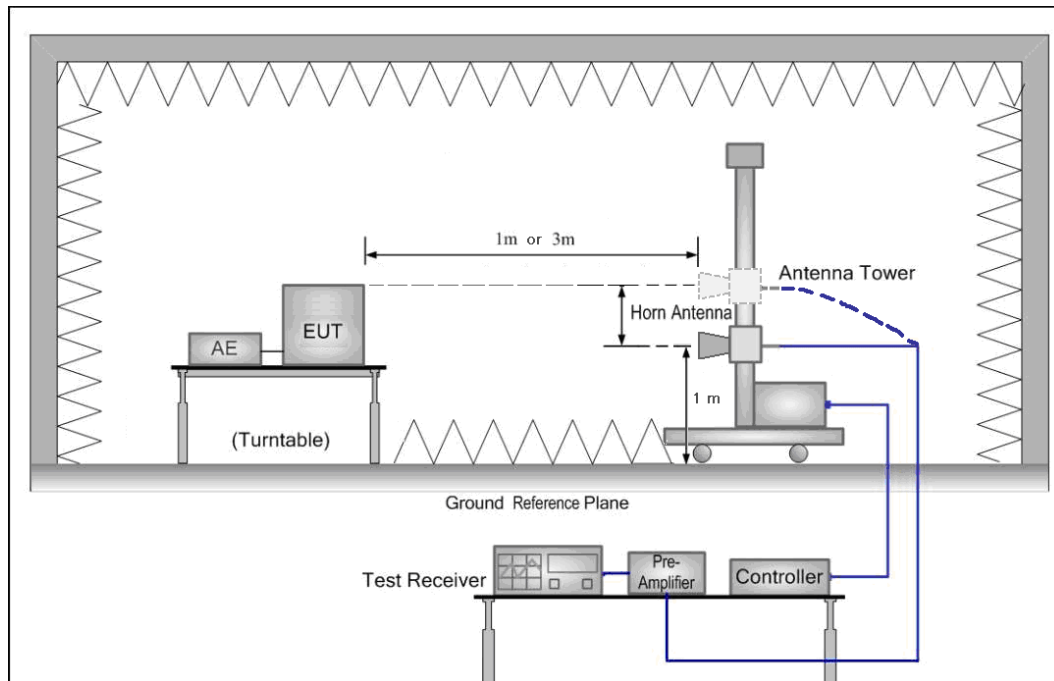 1m or 3m
Antenna Tower
Horn Antenna
EUT
AE
1 m
(Turntable)
Ground Reference Plane
Test Receiver
Pre-
Amplifier
Controller